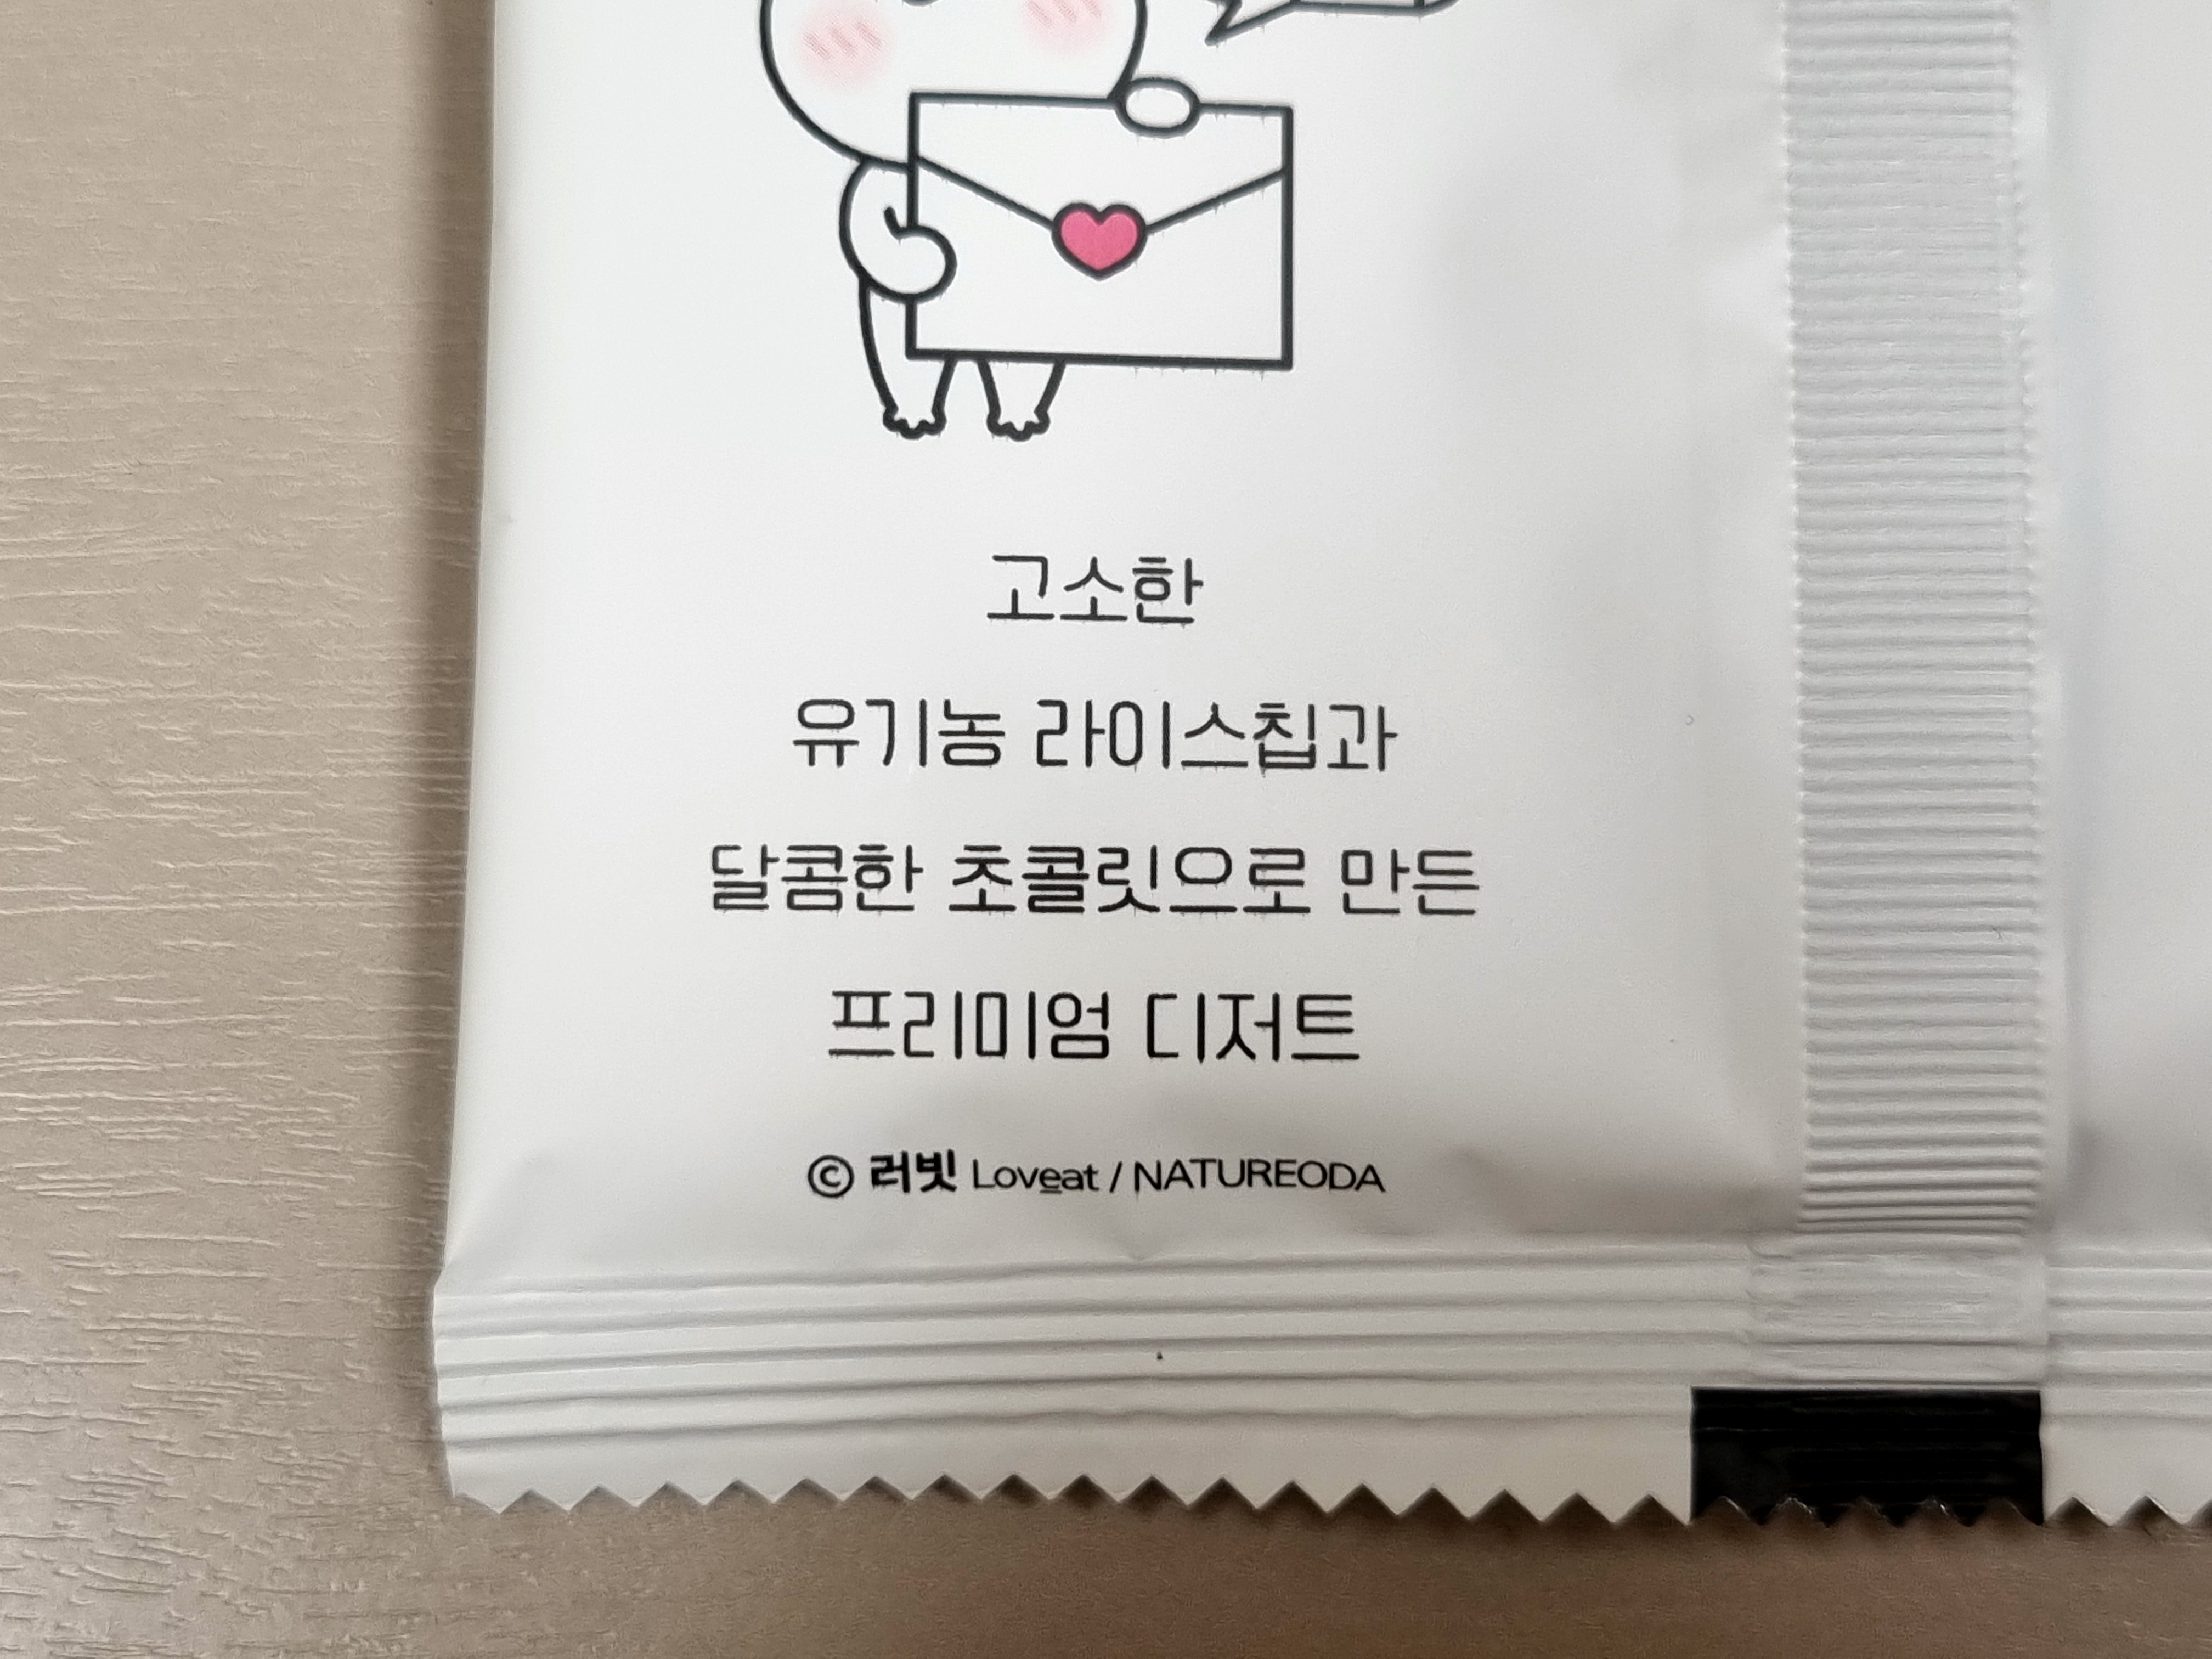 고소한
유기농 라이스칩과
달콤한 초콜릿으로 만든
프리미엄 디저트
© 러빗 Loveat / NATUREODA